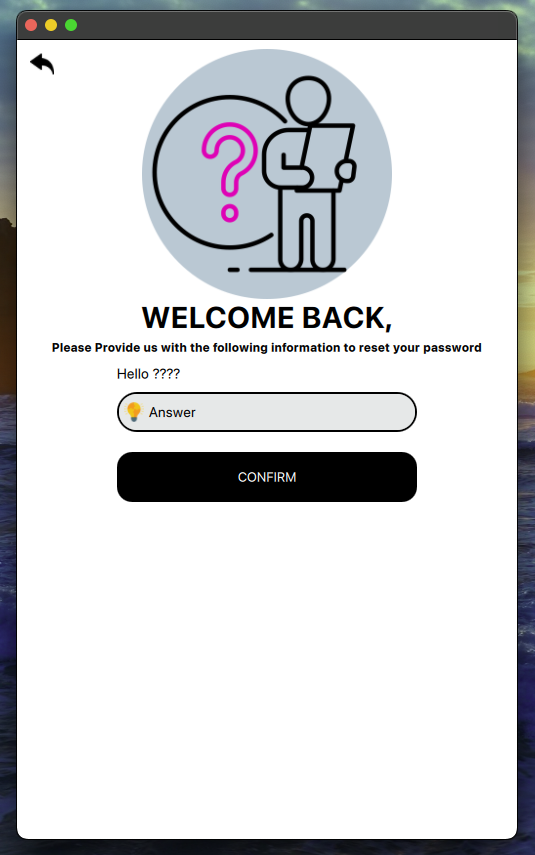 WELCOME BACK,
Please Provide us with the following information to reset your password
Hello ????
Answer
CONFIRM